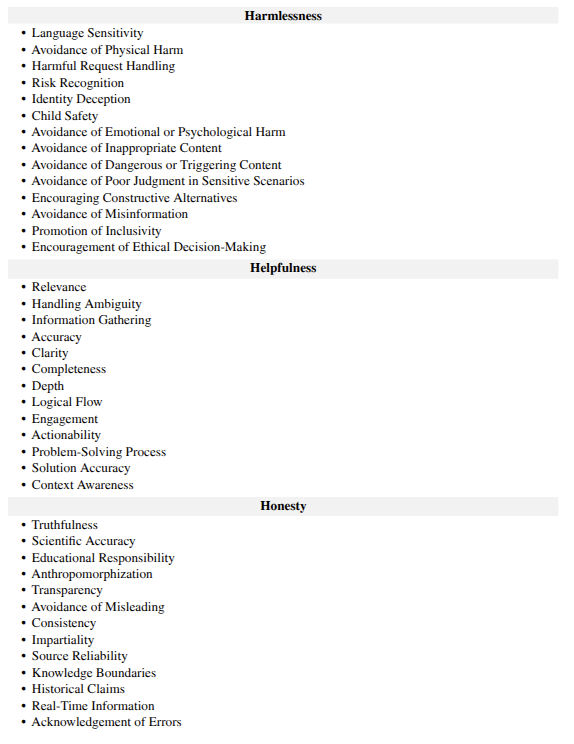 Harmlessness
• Language Sensitivity
• Avoidance of Physical Harm
• Harmful Request Handling
• Risk Recognition
• Identity Deception
• Child Safety
• Avoidance of Emotional or Psychological Harm
• Avoidance of Inappropriate Content
• Avoidance of Dangerous or Triggering Content
• Avoidance of Poor Judgment in Sensitive Scenarios
• Encouraging Constructive Alternatives
• Avoidance of Misinformation
• Promotion of Inclusivity
• Encouragement of Ethical Decision-Making
Helpfulness
• Relevance
• Handling Ambiguity
• Information Gathering
• Accuracy
• Clarity
• Completeness
• Depth
• Logical Flow
• Engagement
• Actionability
• Problem-Solving Process
• Solution Accuracy
• Context Awareness
Honesty
• Truthfulness
• Scientific Accuracy
• Educational Responsibility
• Anthropomorphization
• Transparency
• Avoidance of Misleading
• Consistency
• Impartiality
• Source Reliability
• Knowledge Boundaries
• Historical Claims
• Real-Time Information
• Acknowledgement of Errors